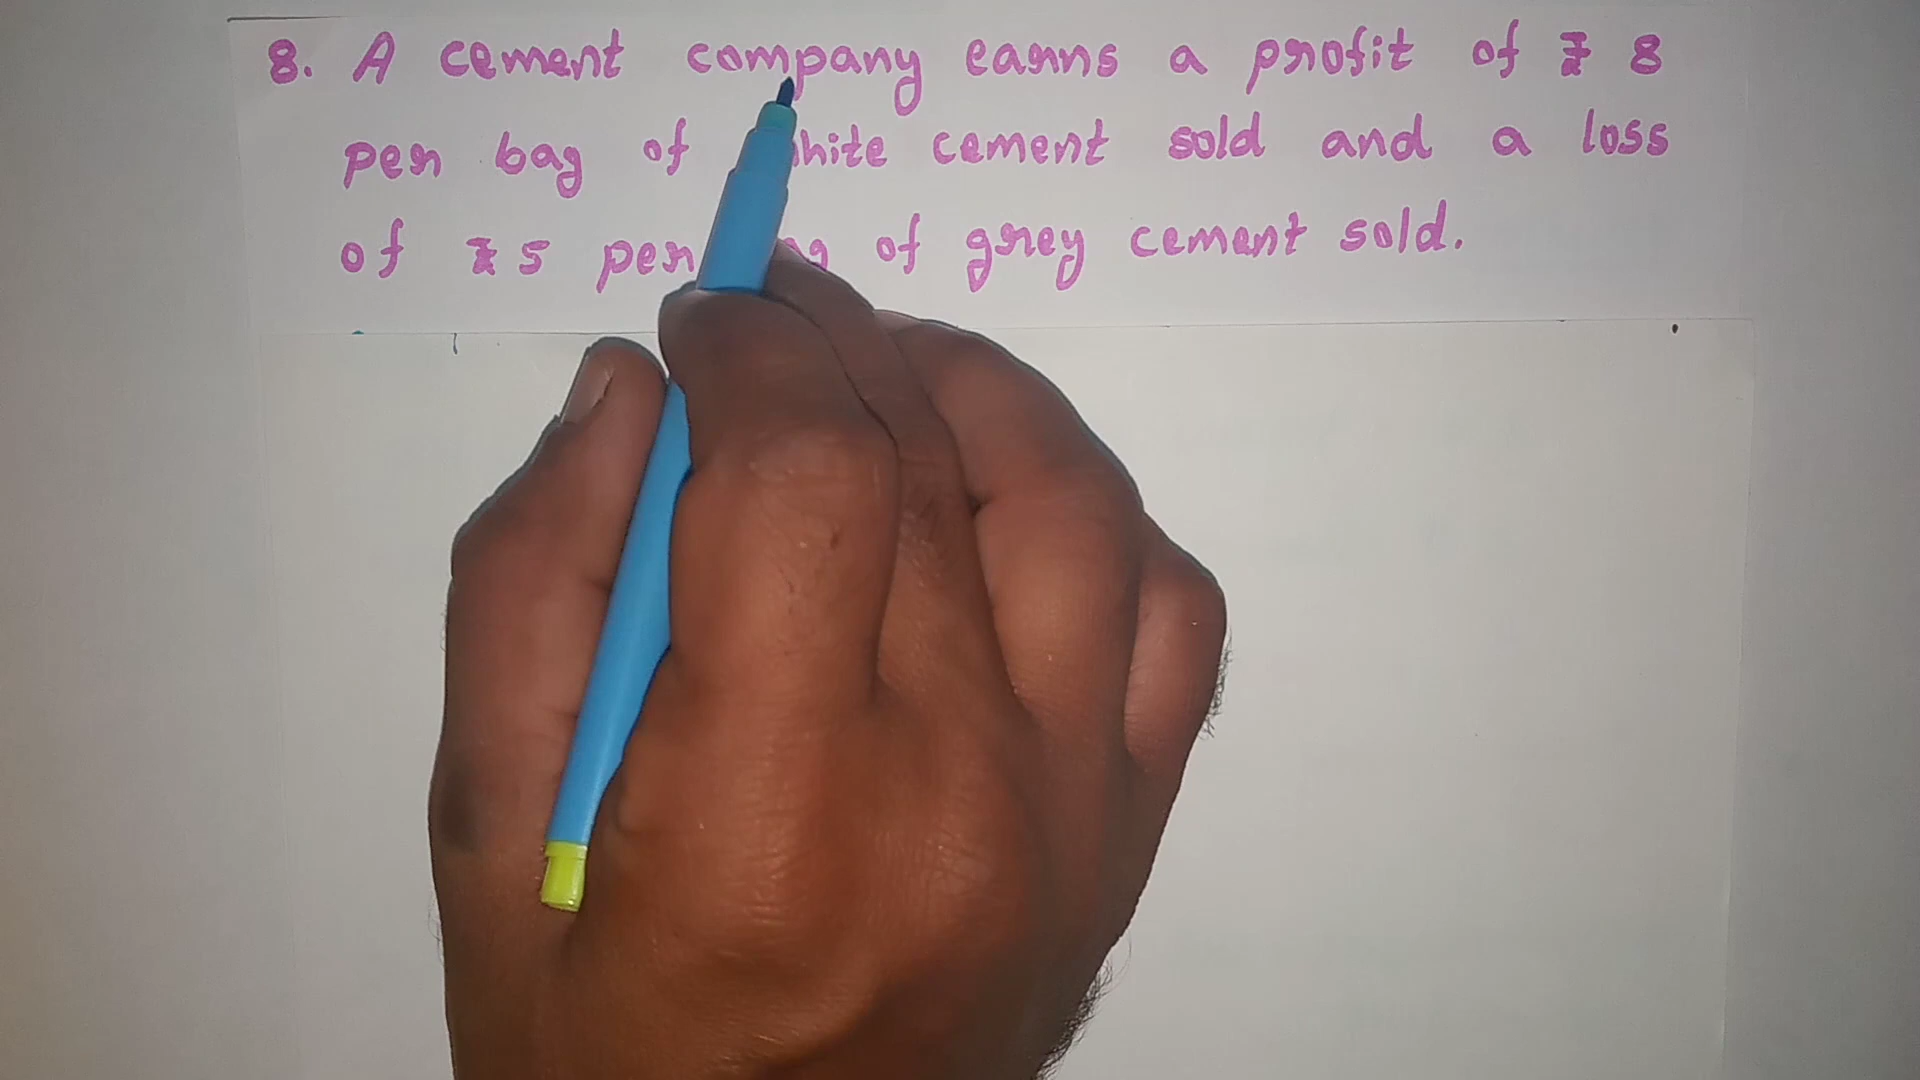 8. A cement company earns a profit of ₹ 8
per bag of white cement sold and a loss
of ₹ 5 per of grey cement sold.